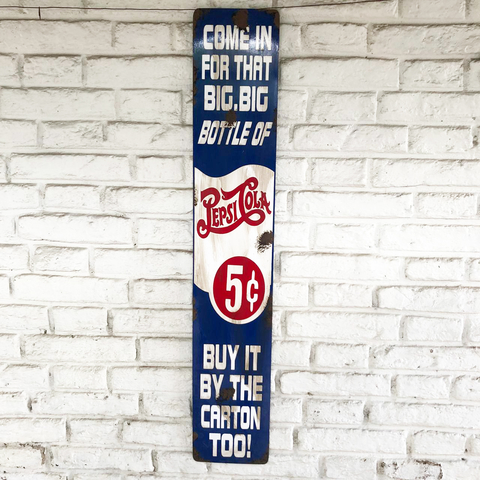 COME IN
FOR THAT
BIG, BIG
BOTTLE OF
PEPSI COLA
5¢
BUY IT
BY THE
CARTON
TOO!